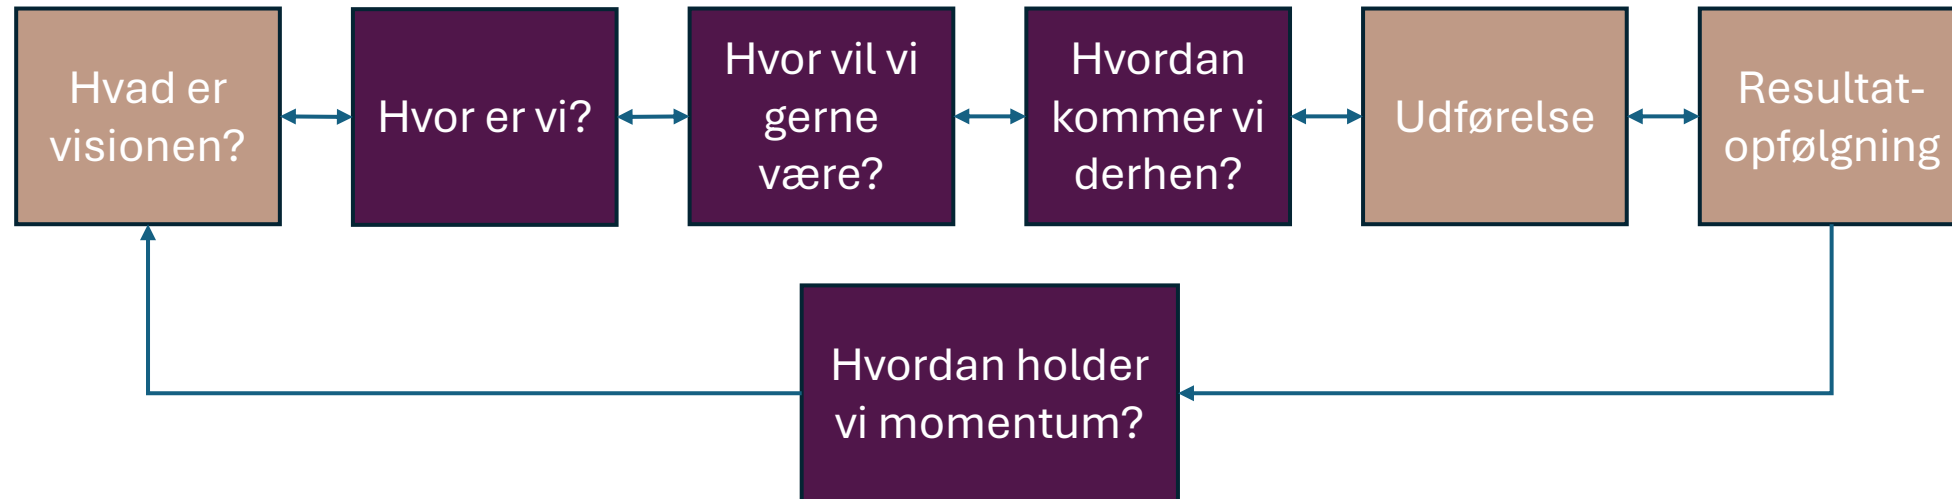 Hvad er
visionen?
Hvor er vi?
Hvor vil vi
gerne
være?
Hvordan
kommer vi
derhen?
Udførelse
Resultat-
opfølgning
Hvordan holder
vi momentum?